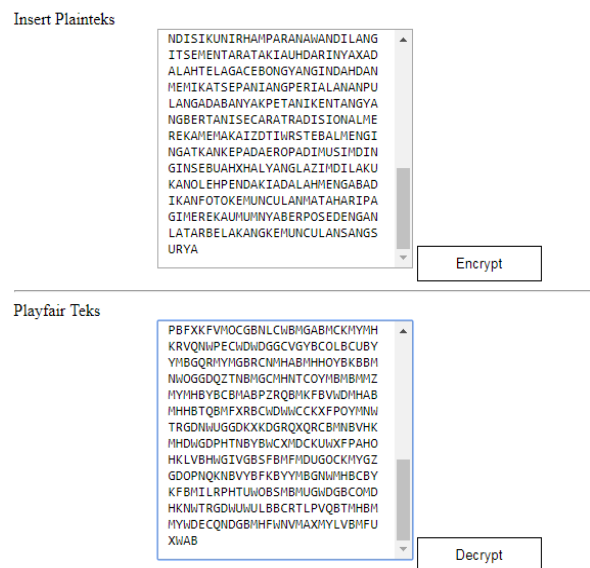 Insert Plainteks
NDISIKUNIRHAMPARANAWANDILANG
ITSEMENTARATAKIAUHDARINYAXAD
ALAHTELAGACEBONGYANGINDAHDAN
MEMIKATSEPANIANGPERIALANANPU
LANGADABANYAKPETANIKENTANGYA
NGBERTANISECARATRADISIONALME
REKAMEMAKAIZDTIWRSTEBALMENGI
NGATKANKEPADAEROPADIMUSIMDIN
GINSEBUAHXHALYANGLAZIMDILAKU
KANOLEHPENDAKIADALAHMENGABAD
IKANFOTOKEMUNCULANMATAHARIPA
GIMEREKAUMUMNYABERPOSEDENGAN
LATARBELAKANGKEMUNCULANSANGS
URYA
Encrypt
Playfair Teks
PBFXKFVMOCGBNLCWBMGABMCKMYMH
KRVQNWPECWDWDGGCVGYBCOLBCUBY
YMBGQRMYMGBRCNMHABMHHOYBKBBM
NWOGGDQZTNBMGCMHNTCOYMBMBMMZ
MYMHBYBCBMABPZRQBMKFBVWDMHAB
MHHBTQBMFXRBCWDWWCCKXFPOYMNW
TRGDNWUGGDKXKDGRQXQRCBMNBVHK
MHDWGDPHTNBYBWCXMDCKUWXFPAHO
HKLVBHWGIVGBSFBMFMDUGOCKMYGZ
GDOPNQKNBVYBFKBYYMBGNWMHBCBY
KFBMILRPHTUWOBSMBMUGWDGBCOMD
HKNWTRGDWUWULBBCRTLPVQBTMHBM
MYWDECQNDGBMHFWNVMAXMYLVBMFU
XWAB
Decrypt